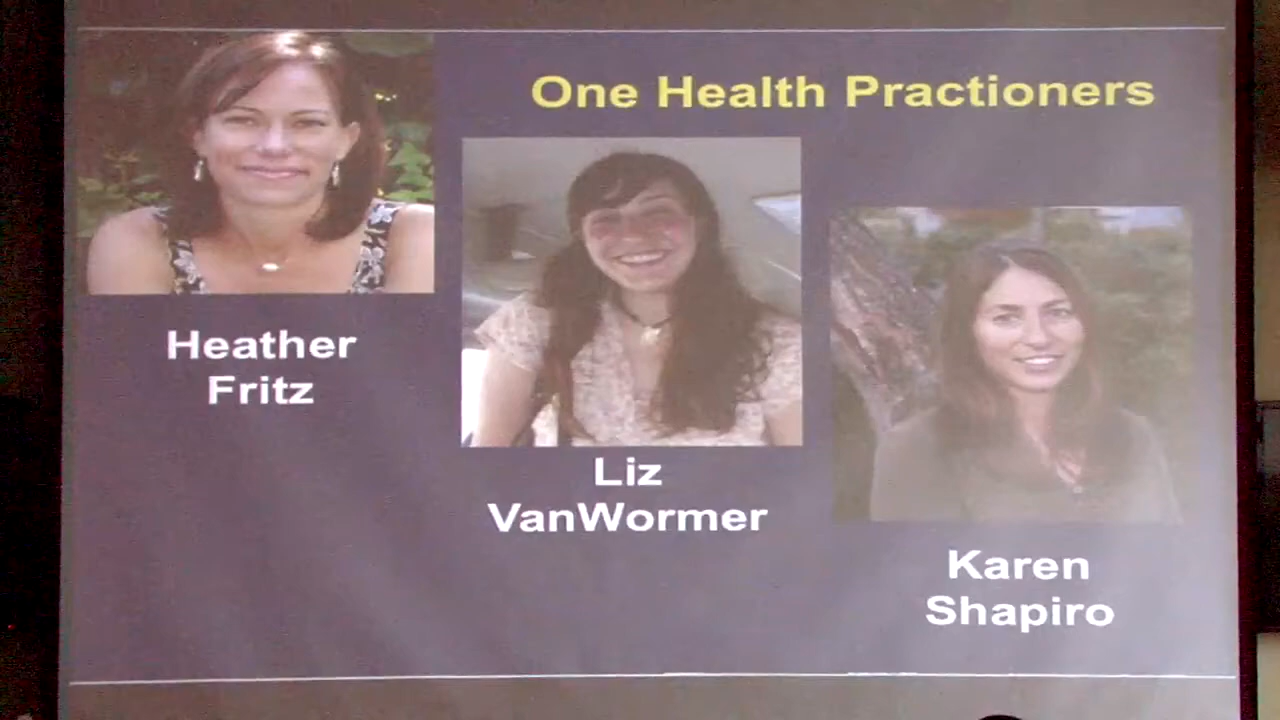 One Health Practioners
Heather
Fritz
Liz
VanWormer
Karen
Shapiro